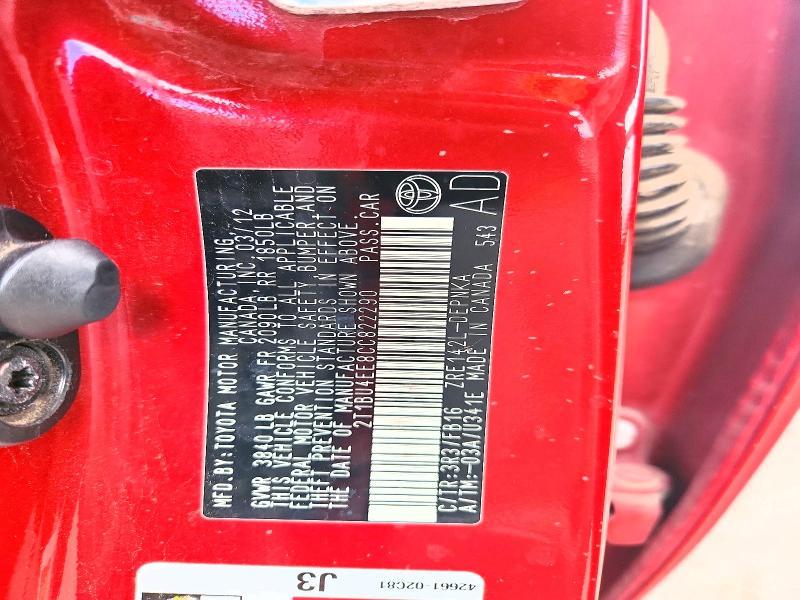 MFD.BY:TOYOTA MOTOR MANUFACTURING
CANADA INC. 03/12
GVWR 3840 LB GAWR FR 2090LB RR 1850LB
THIS VEHICLE CONFORMS TO ALL APPLICABLE
FEDERAL MOTOR VEHICLE SAFETY BUMPER, AND
THEFT PREVENTION STANDARDS IN EFFECT ON
THE DATE OF MANUFACTURE SHOWN ABOVE
2T1BU4EE8CC822290 PASS.CAR
C/TR:3R3/FB16 ZRE142L-DEPNKA
A/TM:-03A/U341E MADE IN CANADA 543
AD
J3
42661-02C81